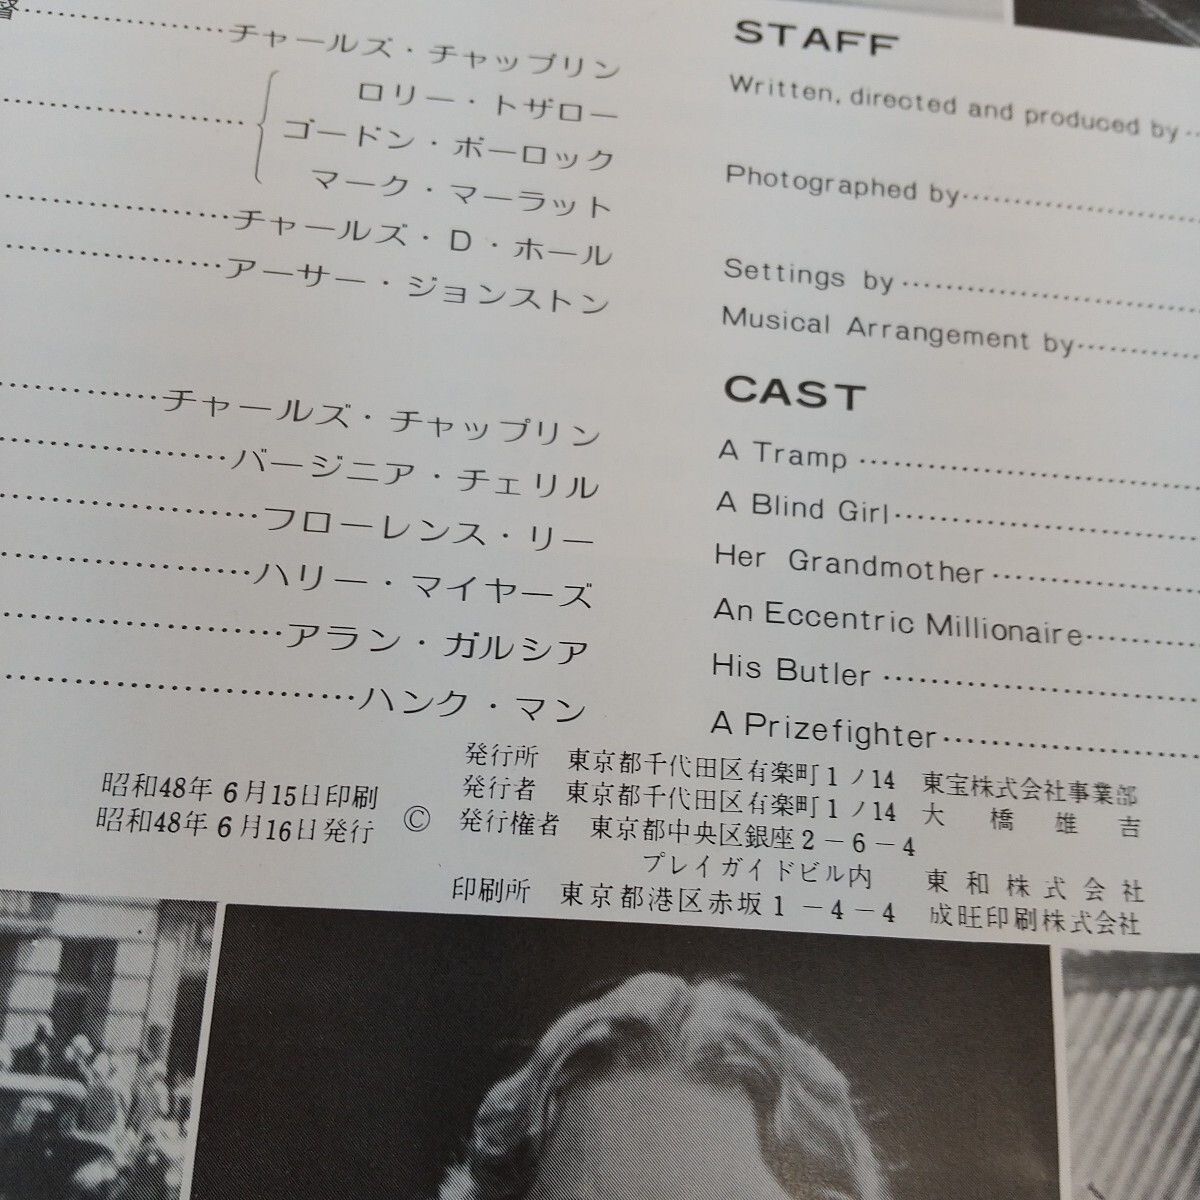 督……………………チャールズ・チャップリン
ロリー・トザロー
……………………ゴードン・ポーロック
マーク・マーラット
……………………チャールズ・D・ホール
……………………アーサー・ジョンストン
……………………チャールズ・チャップリン
……………………バージニア・チェリル
……………………フローレンス・リー
……………………ハリー・マイヤーズ
……………………アラン・ガルシア
……………………ハンク・マン
STAFF
Written, directed and produced by……
Photographed by……………………
Settings by……………………
Musical Arrangement by……………
CAST
A Tramp……………………
A Blind Girl……………………
Her Grandmother……………………
An Eccentric Millionaire……………
His Butler……………………
A Prizefighter……………………
昭和48年6月15日印刷
昭和48年6月16日発行
©
発行所 東京都千代田区有楽町1ノ14 東宝株式会社事業部
発行者 東京都千代田区有楽町1ノ14 大橋雄吉
発行権者 東京都中央区銀座2-6-4
プレイガイドビル内 東和株式会社
印刷所 東京都港区赤坂1-4-4 成旺印刷株式会社